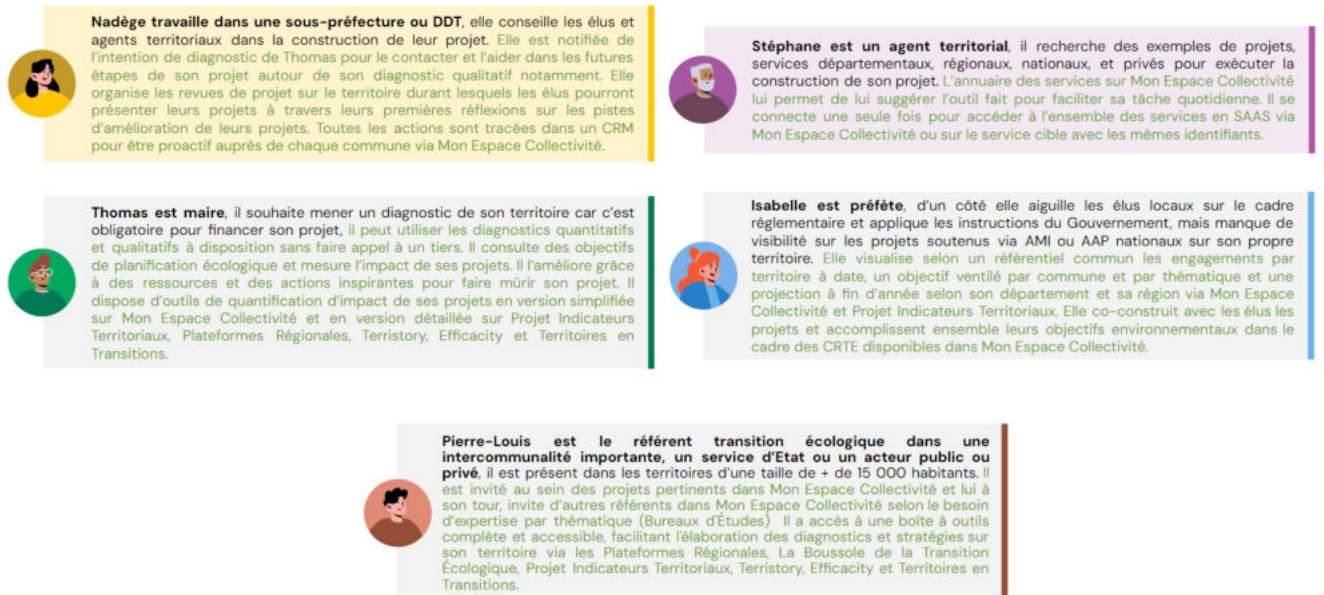 Nadège travaille dans une sous-préfecture ou DDT, elle conseille les élus et
agents territoriaux dans la construction de leur projet. Elle est notifiée de
l'intention de diagnostic de Thomas pour le contacter et l'aider dans les futures
étapes de son projet autour de son diagnostic qualitatif notamment. Elle
organise les revues de projet sur le territoire durant lesquels les élus pourront
présenter leurs projets à travers leurs premières réflexions sur les pistes
d'amélioration de leurs projets. Toutes les actions sont tracées dans un CRM
pour être proactif auprès de chaque commune via Mon Espace Collectivité.
Stéphane est un agent territorial, il recherche des exemples de projets,
services départementaux, régionaux, nationaux, et privés pour exécuter la
construction de son projet. L'annuaire des services sur Mon Espace Collectivité
lui permet de lui suggérer l'outil fait pour faciliter sa tâche quotidienne. Il se
connecte une seule fois pour accéder à l'ensemble des services en SAAS via
Mon Espace Collectivité ou sur le service cible avec les mêmes identifiants.
Thomas est maire, il souhaite mener un diagnostic de son territoire car c'est
obligatoire pour financer son projet, il peut utiliser les diagnostics quantitatifs
et qualitatifs à disposition sans faire appel à un tiers. Il consulte des objectifs
de planification écologique et mesure l'impact de ses projets. Il l'améliore grâce
à des ressources et des actions inspirantes pour faire mûrir son projet. Il
dispose d'outils de quantification d'impact de ses projets en version simplifiée
sur Mon Espace Collectivité et en version détaillée sur Projet Indicateurs
Territoriaux, Plateformes Régionales, Terristory, Efficacity et Territoires en
Transitions.
Isabelle est préfète, d'un côté elle aiguille les élus locaux sur le cadre
réglementaire et applique les instructions du Gouvernement, mais manque de
visibilité sur les projets soutenus via AMI ou AAP nationaux sur son propre
territoire. Elle visualise selon un référentiel commun les engagements par
territoire à date, un objectif ventilé par commune et par thématique et une
projection à fin d'année selon son département et sa région via Mon Espace
Collectivité et Projet Indicateurs Territoriaux. Elle co-construit avec les élus les
projets et accomplissent ensemble leurs objectifs environnementaux dans le
cadre des CRTE disponibles dans Mon Espace Collectivité.
Pierre-Louis est le référent transition écologique dans une
intercommunalité importante, un service d'Etat ou un acteur public ou
privé, il est présent dans les territoires d'une taille de + de 15 000 habitants. Il
est invité au sein des projets pertinents dans Mon Espace Collectivité et lui à
son tour, invite d'autres référents dans Mon Espace Collectivité selon le besoin
d'expertise par thématique (Bureaux d'Études) Il a accès à une boîte à outils
complète et accessible, facilitant l'élaboration des diagnostics et stratégies sur
son territoire via les Plateformes Régionales, La Boussole de la Transition
Écologique, Projet Indicateurs Territoriaux, Terristory, Efficacity et Territoires en
Transitions.